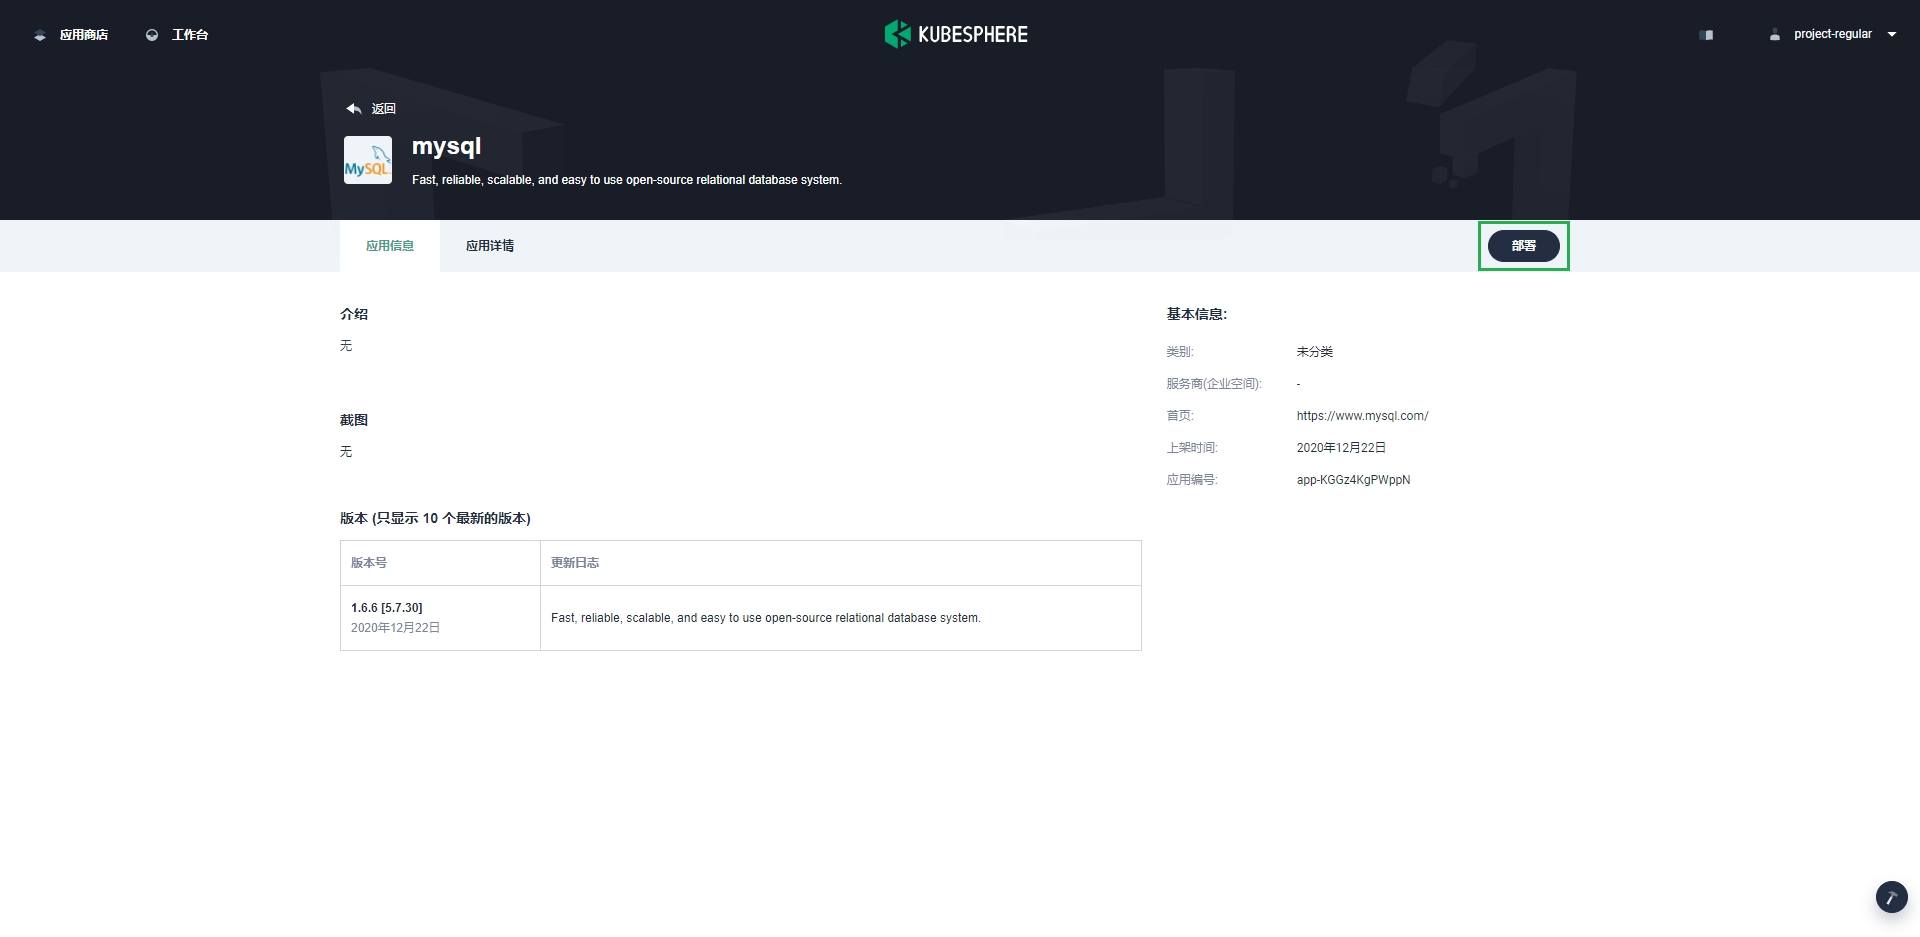 应用商店
工作台
KUBESPHERE
project-regular
返回
MySQL
mysql
Fast, reliable, scalable, and easy to use open-source relational database system.
应用信息
应用详情
部署
介绍
无
截图
无
版本 (只显示 10 个最新的版本)
版本号
更新日志
1.6.6 [5.7.30]
2020年12月22日
Fast, reliable, scalable, and easy to use open-source relational database system.
基本信息:
类别:
未分类
服务商(企业空间):
-
首页:
https://www.mysql.com/
上架时间:
2020年12月22日
应用编号:
app-KGGz4KgPWppN